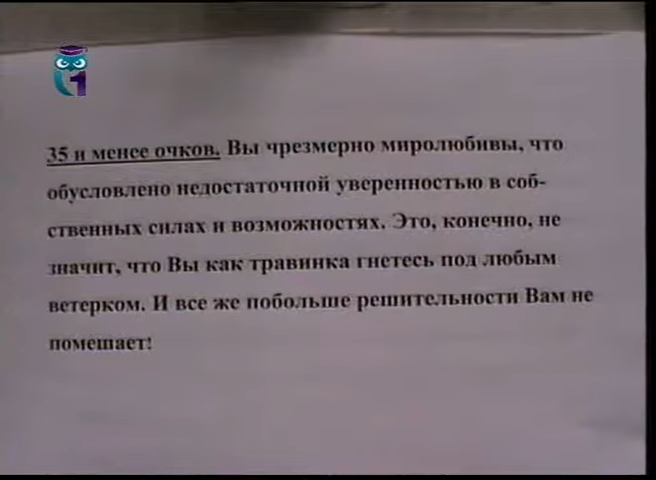 1
35 и менее очков. Вы чрезмерно миролюбивы, что
обусловлено недостаточной уверенностью в соб-
ственных силах и возможностях. Это, конечно, не
значит, что Вы как травинка гнетесь под любым
ветерком. И все же побольше решительности Вам не
помешает!